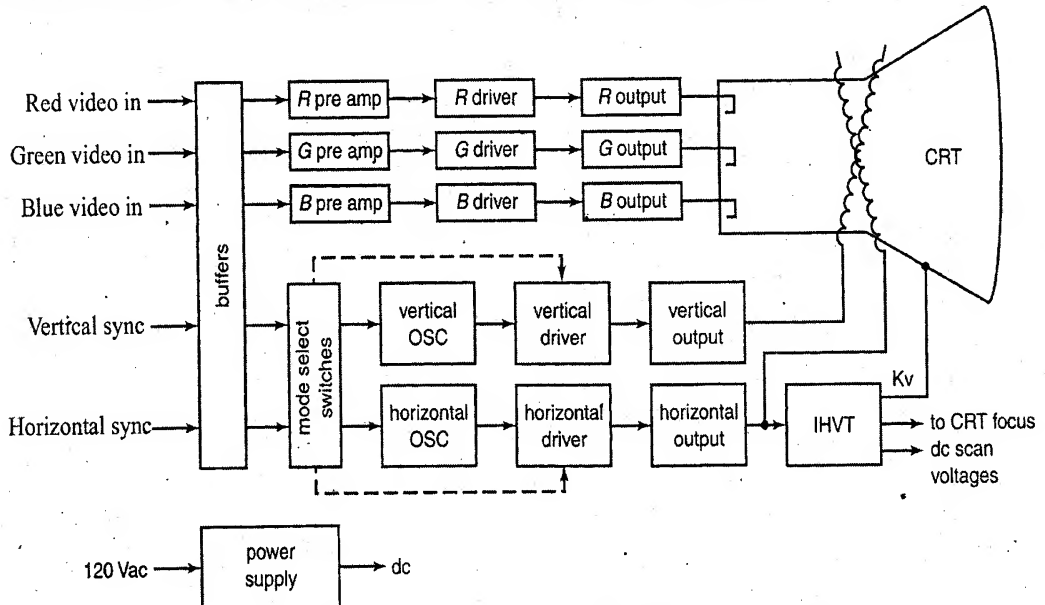 Red video in
R pre amp
R driver
R output
Green video in
G pre amp
G driver
G output
CRT
Blue video in
B pre amp
B driver
B output
buffers
Vertical sync
mode select
switches
vertical
OSC
vertical
driver
vertical
output
Kv
Horizontal sync
horizontal
OSC
horizontal
driver
horizontal
output
IHVT
to CRT focus
dc scan
voltages
120 Vac
power
supply
dc